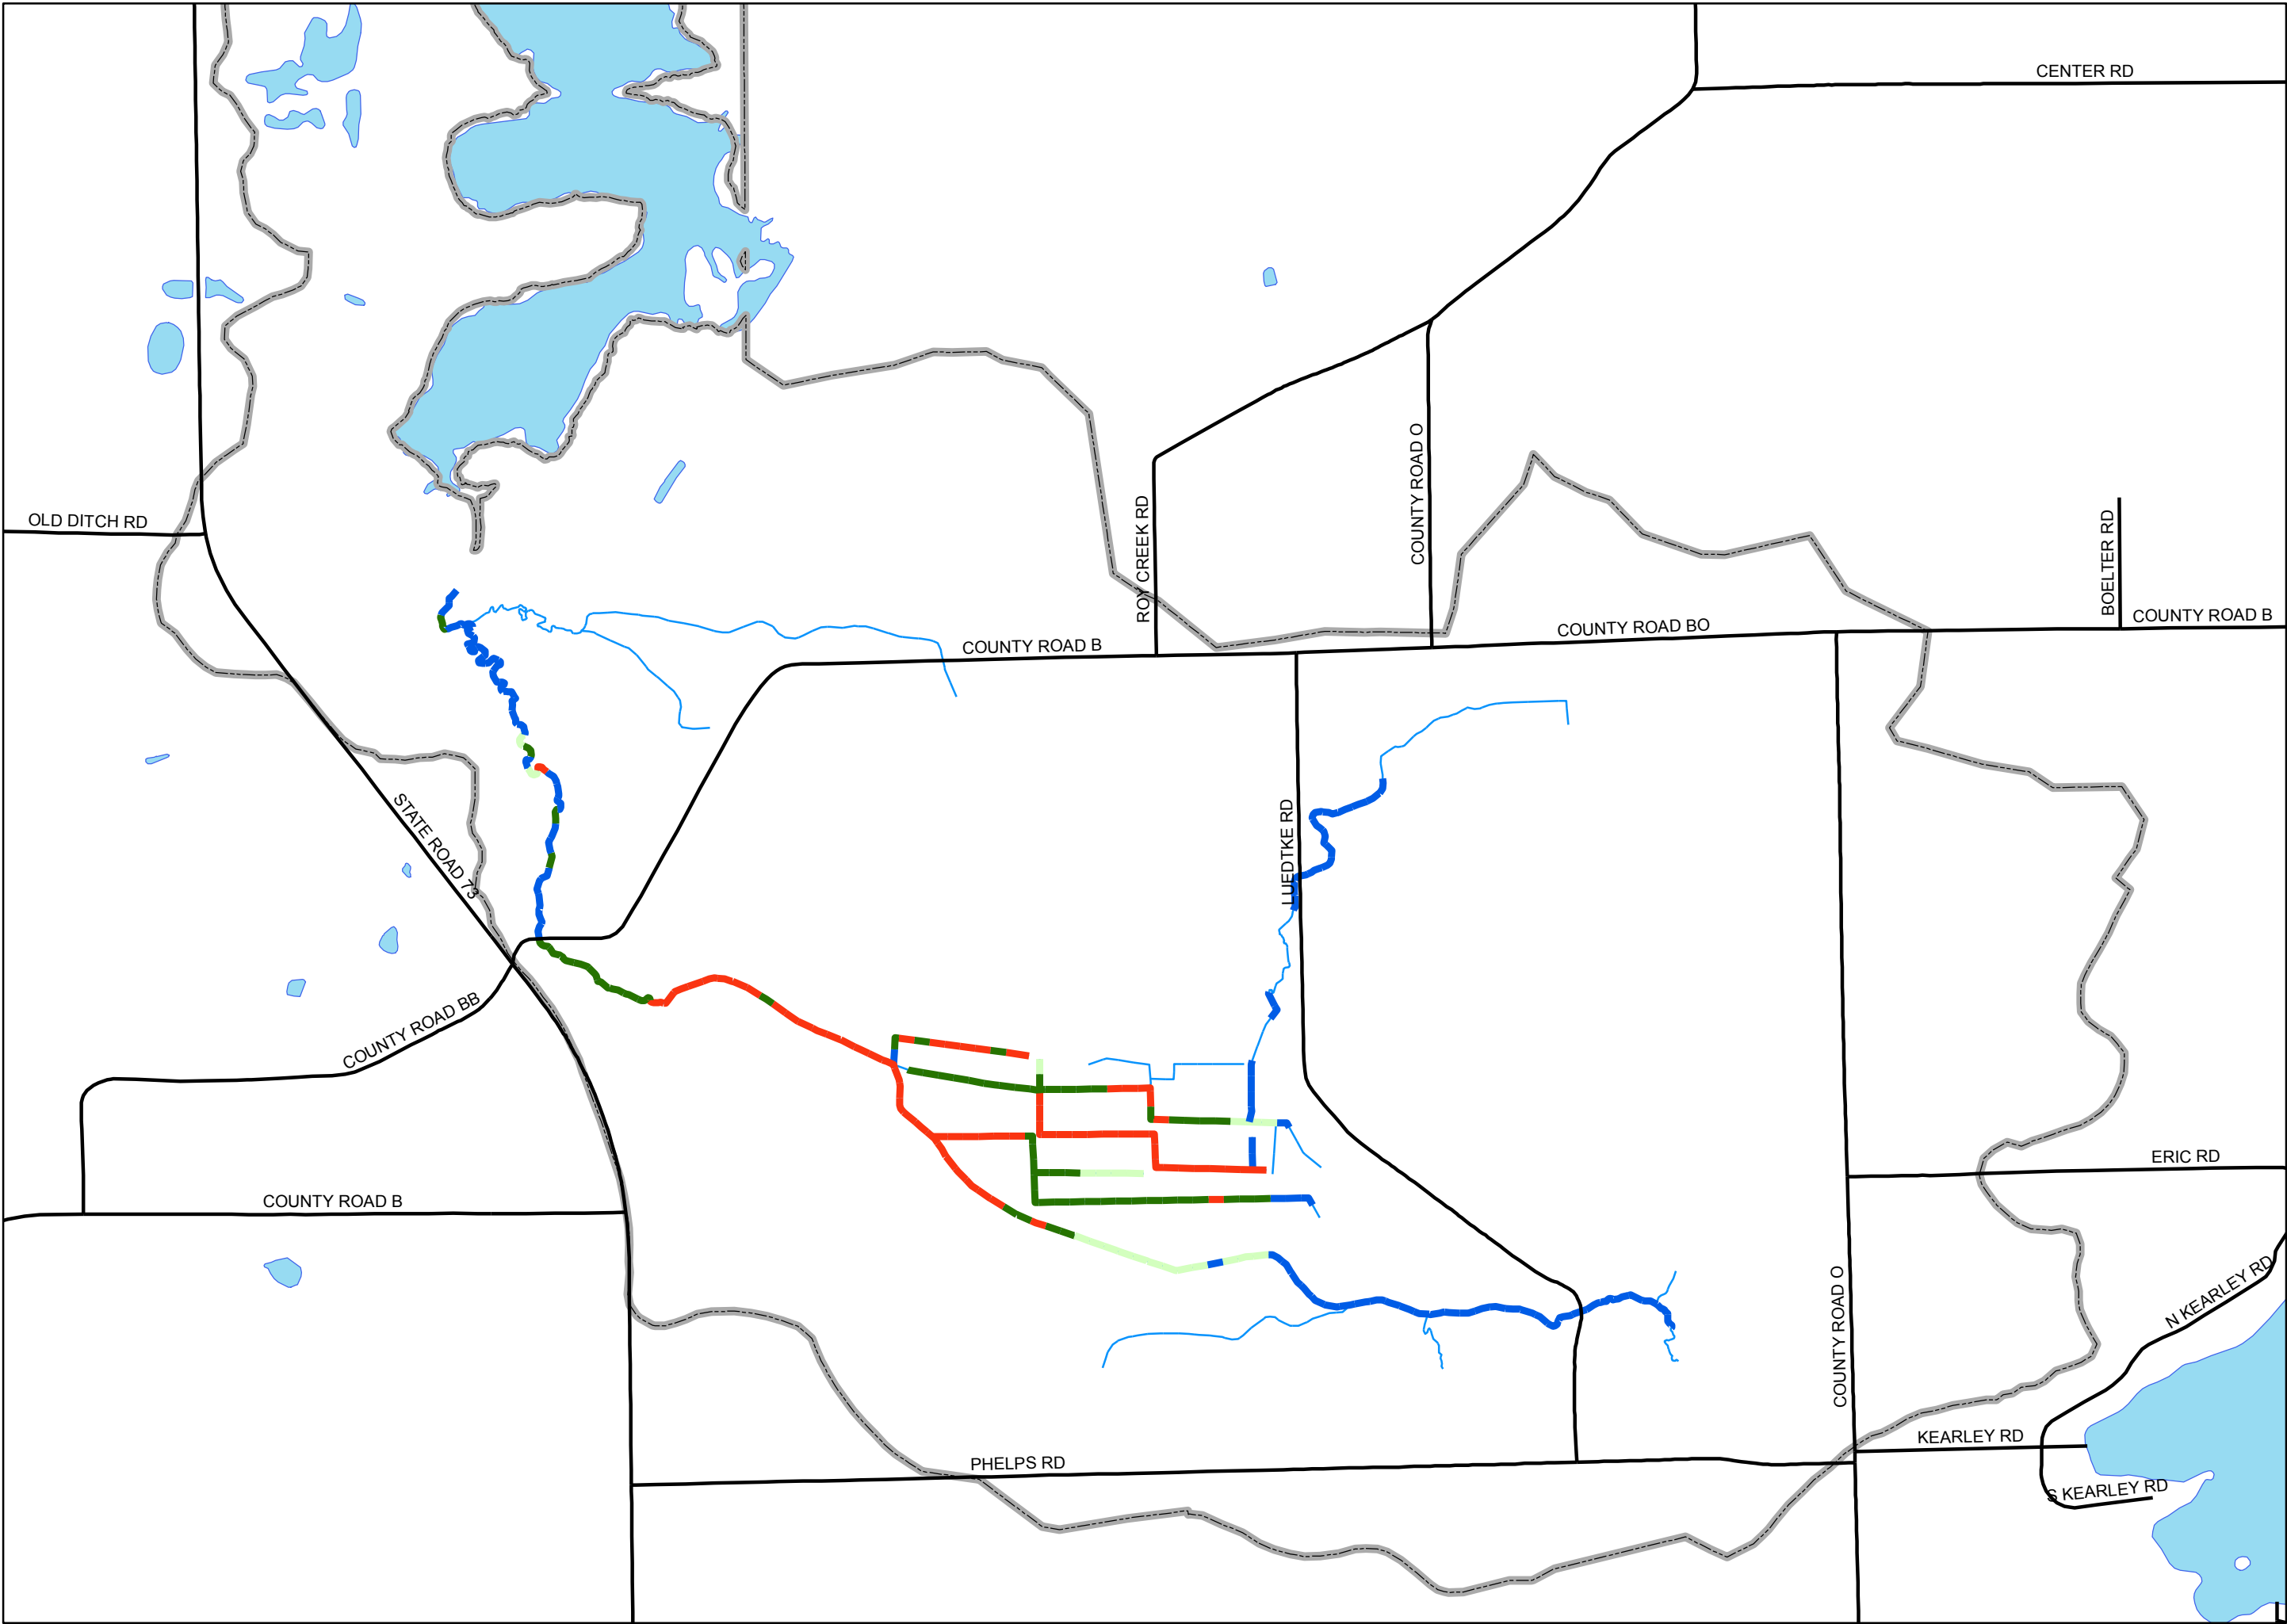 CENTER RD
COUNTY ROAD O
OLD DITCH RD
ROY CREEK RD
BOELTER RD
COUNTY ROAD B
COUNTY ROAD BO
COUNTY ROAD B
STATE ROAD 73
LUEDTKE RD
COUNTY ROAD BB
ERIC RD
COUNTY ROAD B
N KEARLEY RD
COUNTY ROAD O
KEARLEY RD
PHELPS RD
S KEARLEY RD